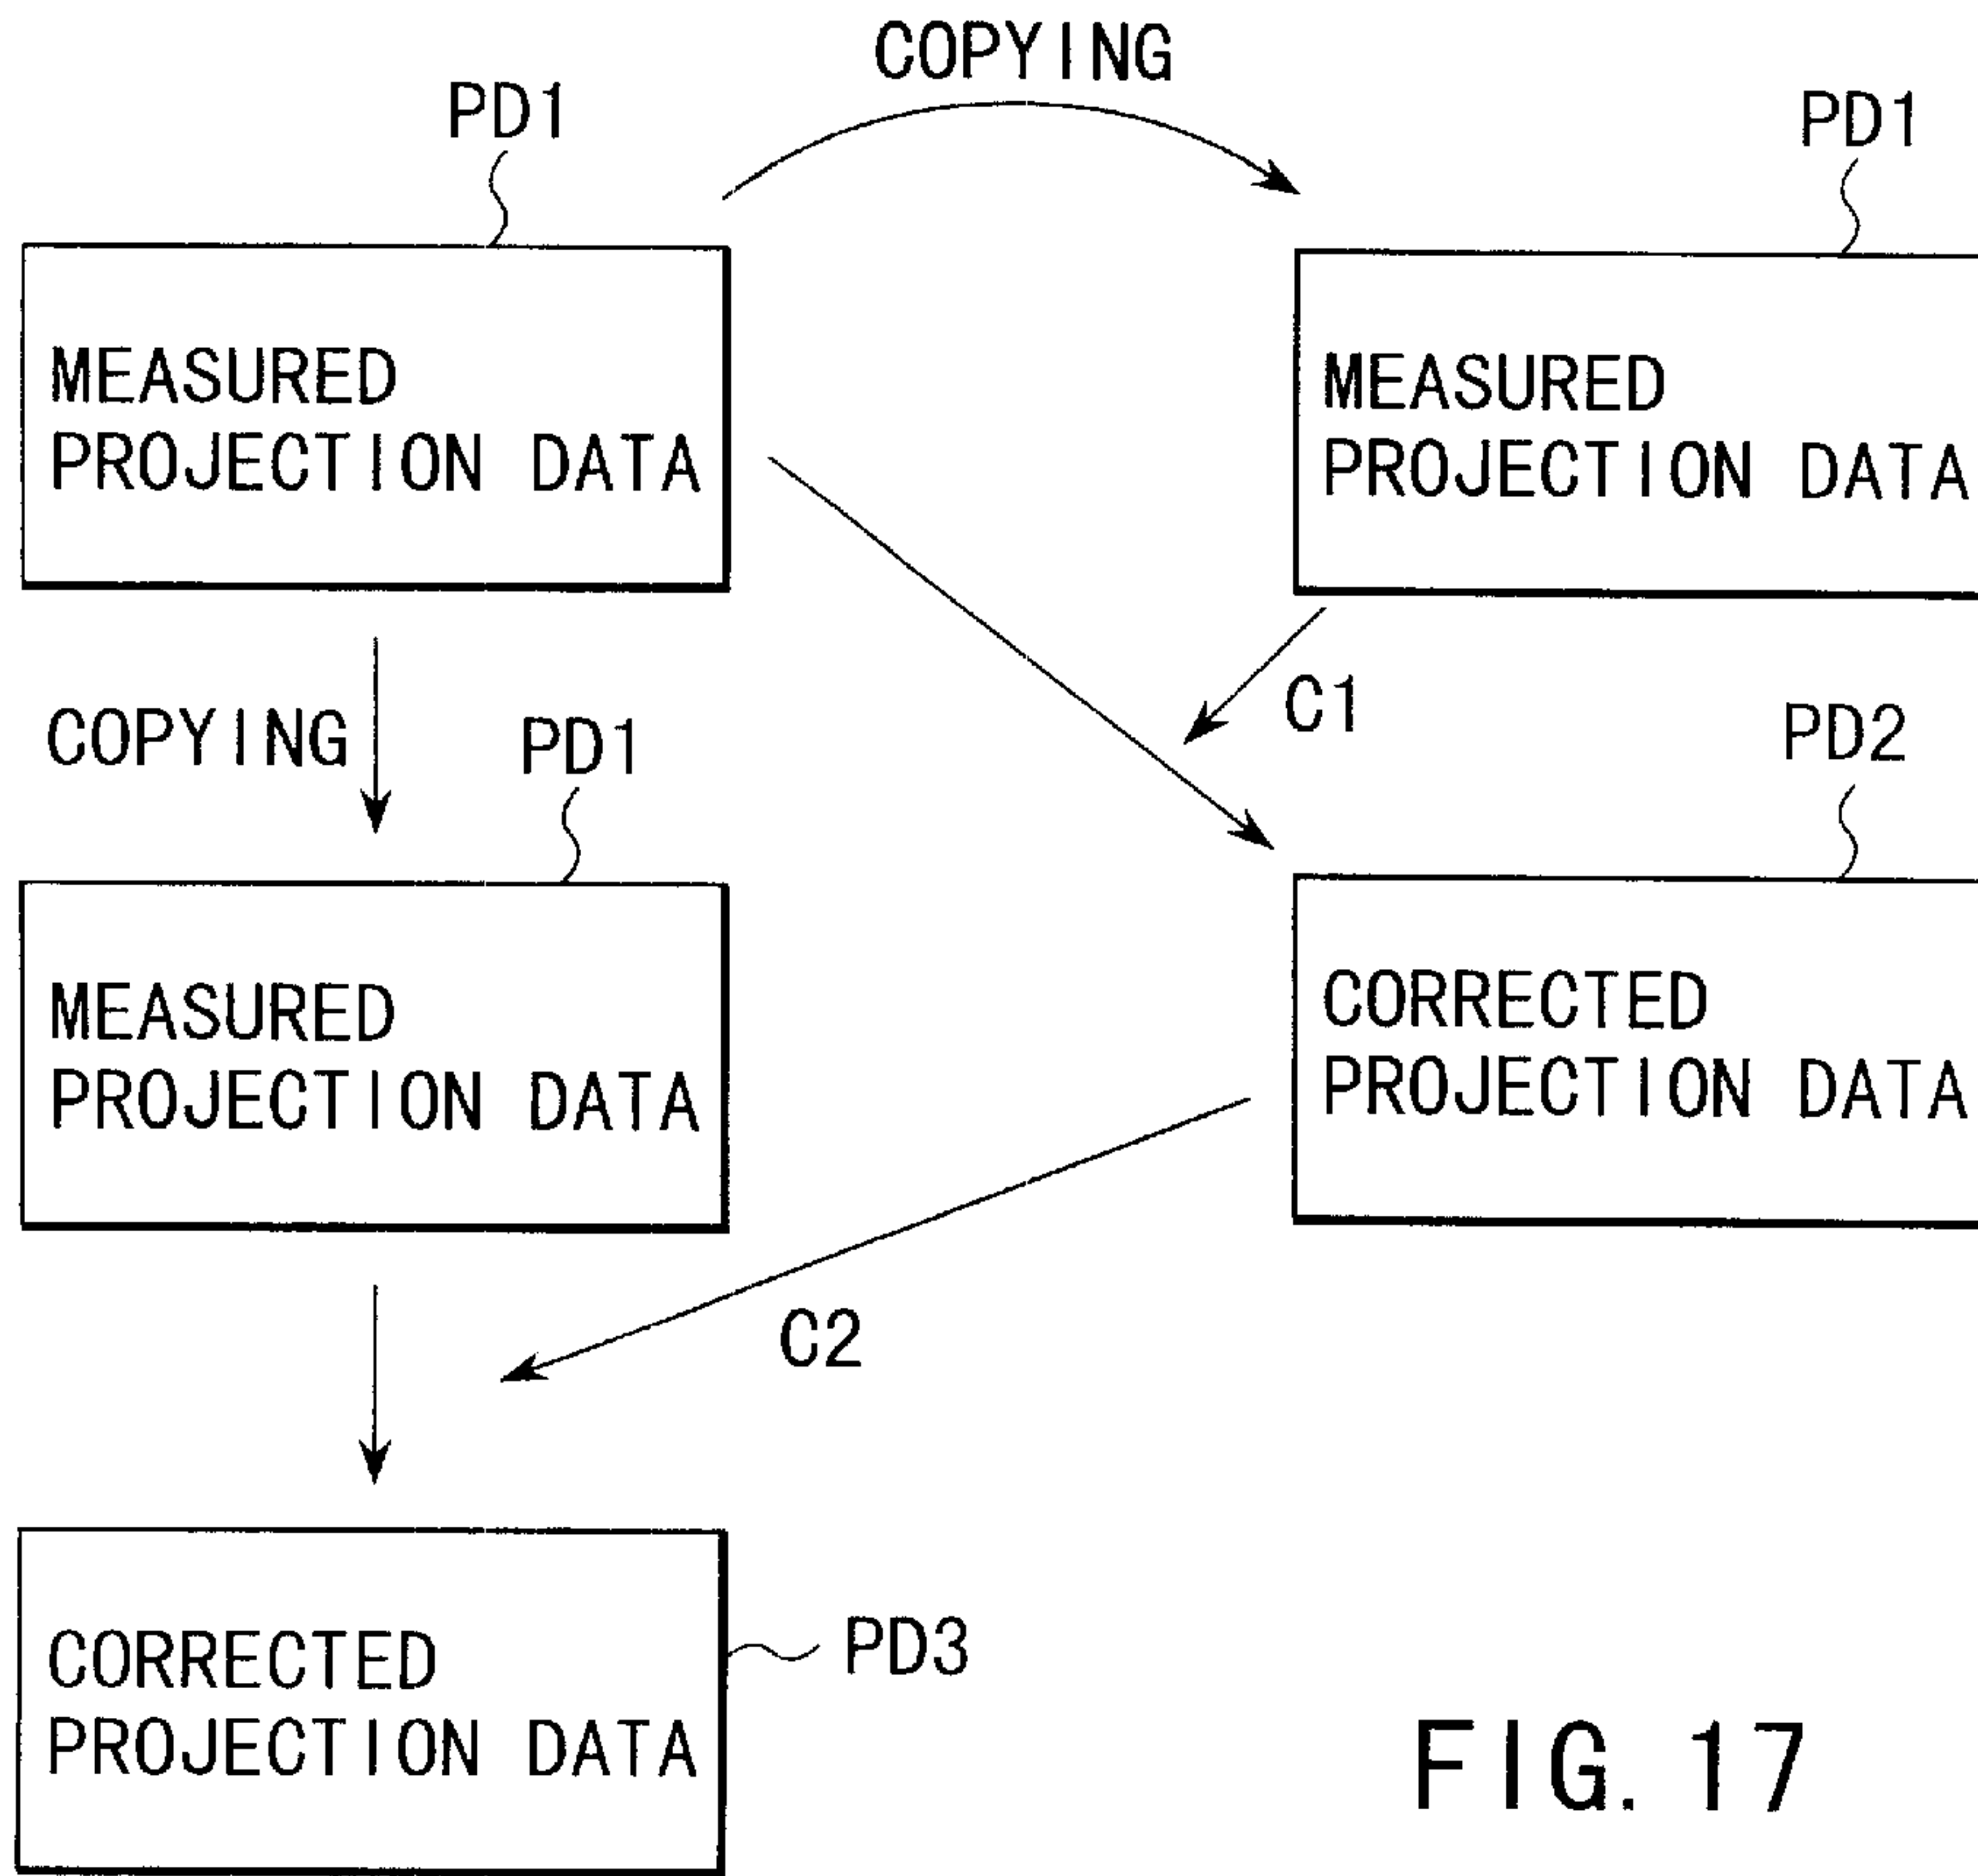 COPYING
PD1
PD1
MEASURED
PROJECTION DATA
MEASURED
PROJECTION DATA
C1
COPYING
PD1
PD2
MEASURED
PROJECTION DATA
CORRECTED
PROJECTION DATA
C2
CORRECTED
PROJECTION DATA
PD3
FIG. 17